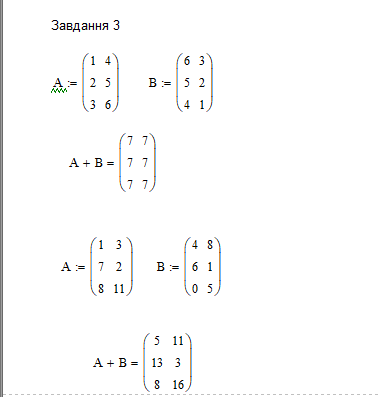 Завдання 3
1 4 6 3
A := 2 5 B := 5 2
3 6 4 1
7 7
A + B = 7 7
7 7
1 3 4 8
A := 7 2 B := 6 1
8 11 0 5
5 11
A + B = 13 3
8 16